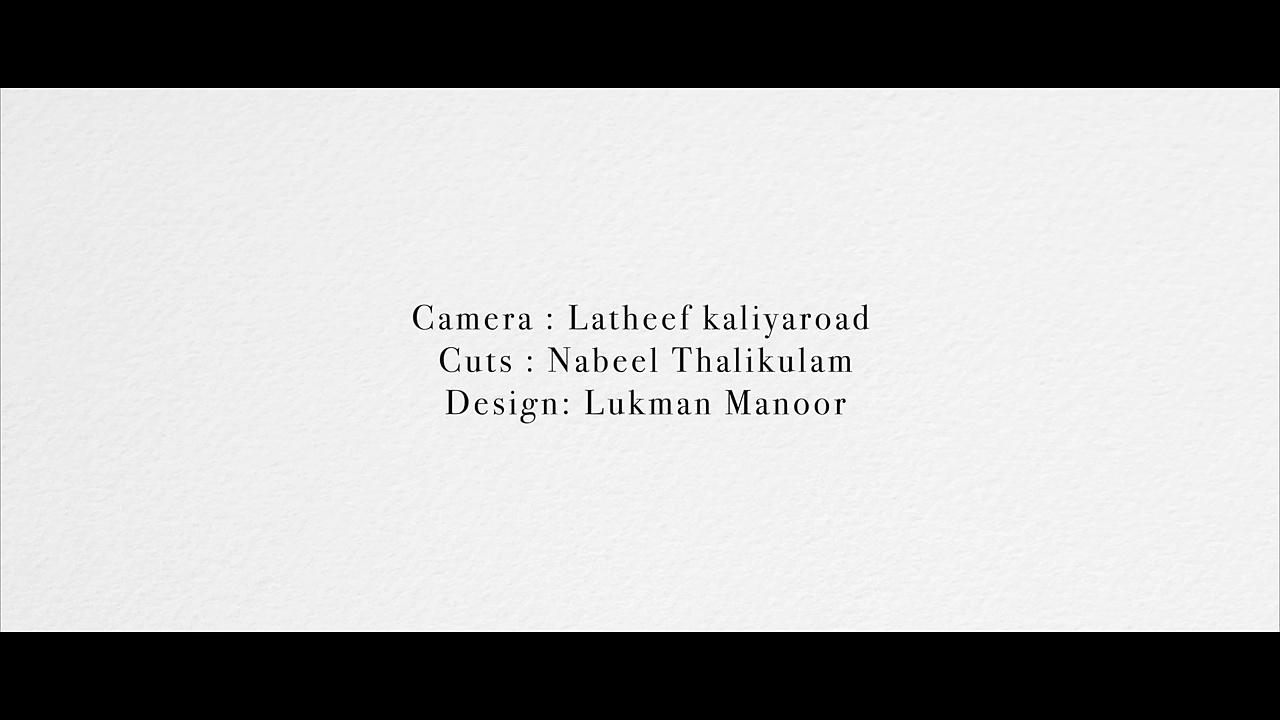 Camera : Latheef kaliyaroad
Cuts : Nabeel Thalikulam
Design: Lukman Manoor